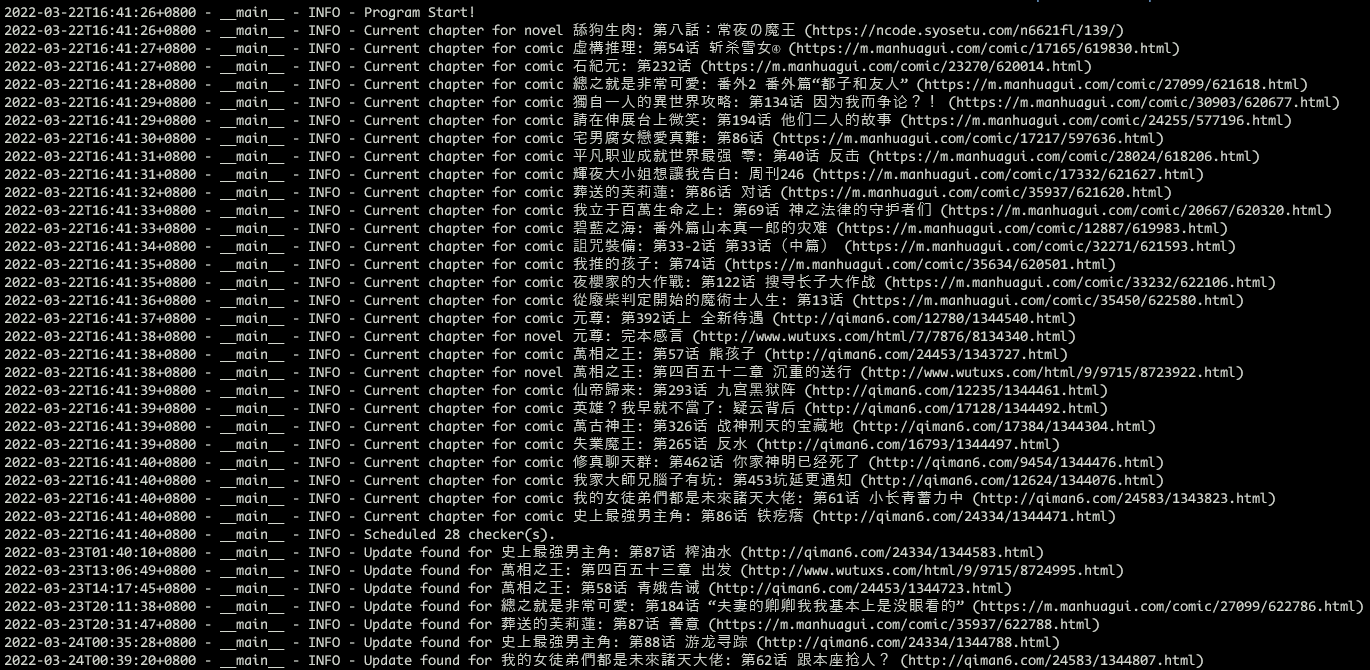 2022-03-22T16:41:26+0800 - __main__ - INFO - Program Start!
2022-03-22T16:41:26+0800 - __main__ - INFO - Current chapter for novel 舔狗生肉: 第八話：常夜の魔王 (https://ncode.syosetu.com/n6621fl/139/)
2022-03-22T16:41:27+0800 - __main__ - INFO - Current chapter for comic 虛構推理: 第54话 斩杀雪女④ (https://m.manhuagui.com/comic/17165/619830.html)
2022-03-22T16:41:27+0800 - __main__ - INFO - Current chapter for comic 石紀元: 第232话 (https://m.manhuagui.com/comic/23270/620014.html)
2022-03-22T16:41:28+0800 - __main__ - INFO - Current chapter for comic 總之就是非常可愛: 番外2 番外篇“都子和友人” (https://m.manhuagui.com/comic/27099/621618.html)
2022-03-22T16:41:29+0800 - __main__ - INFO - Current chapter for comic 獨自一人的異世界攻略: 第134话 因为我而争论？！ (https://m.manhuagui.com/comic/30903/620677.html)
2022-03-22T16:41:29+0800 - __main__ - INFO - Current chapter for comic 請在伸展台上微笑: 第194话 他们二人的故事 (https://m.manhuagui.com/comic/24255/577196.html)
2022-03-22T16:41:30+0800 - __main__ - INFO - Current chapter for comic 宅男腐女戀愛真難: 第86话 (https://m.manhuagui.com/comic/17217/597636.html)
2022-03-22T16:41:31+0800 - __main__ - INFO - Current chapter for comic 平凡职业成就世界最强 零: 第40话 反击 (https://m.manhuagui.com/comic/28024/618206.html)
2022-03-22T16:41:31+0800 - __main__ - INFO - Current chapter for comic 輝夜大小姐想讓我告白: 周刊246 (https://m.manhuagui.com/comic/17332/621627.html)
2022-03-22T16:41:32+0800 - __main__ - INFO - Current chapter for comic 葬送的芙莉蓮: 第86话 对话 (https://m.manhuagui.com/comic/35937/621620.html)
2022-03-22T16:41:33+0800 - __main__ - INFO - Current chapter for comic 我立于百萬生命之上: 第69话 神之法律的守护者们 (https://m.manhuagui.com/comic/20667/620320.html)
2022-03-22T16:41:33+0800 - __main__ - INFO - Current chapter for comic 碧藍之海: 番外篇山本真一郎的灾难 (https://m.manhuagui.com/comic/12887/619983.html)
2022-03-22T16:41:34+0800 - __main__ - INFO - Current chapter for comic 詛咒裝備: 第33-2话 第33话（中篇） (https://m.manhuagui.com/comic/32271/621593.html)
2022-03-22T16:41:35+0800 - __main__ - INFO - Current chapter for comic 我推的孩子: 第74话 (https://m.manhuagui.com/comic/35634/620501.html)
2022-03-22T16:41:35+0800 - __main__ - INFO - Current chapter for comic 夜櫻家的大作戰: 第122话 搜寻长子大作战 (https://m.manhuagui.com/comic/33232/622106.html)
2022-03-22T16:41:36+0800 - __main__ - INFO - Current chapter for comic 從廢柴判定開始的魔術士人生: 第13话 (https://m.manhuagui.com/comic/35450/622580.html)
2022-03-22T16:41:37+0800 - __main__ - INFO - Current chapter for comic 元尊: 第392话上 全新待遇 (http://qiman6.com/12780/1344540.html)
2022-03-22T16:41:38+0800 - __main__ - INFO - Current chapter for novel 元尊: 完本感言 (http://www.wutuxs.com/html/7/7876/8134340.html)
2022-03-22T16:41:38+0800 - __main__ - INFO - Current chapter for comic 萬相之王: 第57话 熊孩子 (http://qiman6.com/24453/1343727.html)
2022-03-22T16:41:38+0800 - __main__ - INFO - Current chapter for novel 萬相之王: 第四百五十二章 沉重的送行 (http://www.wutuxs.com/html/9/9715/8723922.html)
2022-03-22T16:41:39+0800 - __main__ - INFO - Current chapter for comic 仙帝歸来: 第293话 九宫黑狱阵 (http://qiman6.com/12235/1344461.html)
2022-03-22T16:41:39+0800 - __main__ - INFO - Current chapter for comic 英雄？我早就不當了: 疑云背后 (http://qiman6.com/17128/1344492.html)
2022-03-22T16:41:39+0800 - __main__ - INFO - Current chapter for comic 萬古神王: 第326话 战神刑天的宝藏地 (http://qiman6.com/17384/1344304.html)
2022-03-22T16:41:39+0800 - __main__ - INFO - Current chapter for comic 失業魔王: 第265话 反水 (http://qiman6.com/16793/1344497.html)
2022-03-22T16:41:40+0800 - __main__ - INFO - Current chapter for comic 修真聊天群: 第462话 你家神明已经死了 (http://qiman6.com/9454/1344476.html)
2022-03-22T16:41:40+0800 - __main__ - INFO - Current chapter for comic 我家大師兄腦子有坑: 第453坑延更通知 (http://qiman6.com/12624/1344076.html)
2022-03-22T16:41:40+0800 - __main__ - INFO - Current chapter for comic 我的女徒弟們都是未來諸天大佬: 第61话 小长青蓄力中 (http://qiman6.com/24583/1343823.html)
2022-03-22T16:41:40+0800 - __main__ - INFO - Current chapter for comic 史上最強男主角: 第86话 铁疙瘩 (http://qiman6.com/24334/1344471.html)
2022-03-22T16:41:40+0800 - __main__ - INFO - Scheduled 28 checker(s).
2022-03-23T01:40:10+0800 - __main__ - INFO - Update found for 史上最強男主角: 第87话 榨油水 (http://qiman6.com/24334/1344583.html)
2022-03-23T13:06:49+0800 - __main__ - INFO - Update found for 萬相之王: 第四百五十三章 出发 (http://www.wutuxs.com/html/9/9715/8724995.html)
2022-03-23T14:17:45+0800 - __main__ - INFO - Update found for 萬相之王: 第58话 青娥告诫 (http://qiman6.com/24453/1344723.html)
2022-03-23T20:11:38+0800 - __main__ - INFO - Update found for 總之就是非常可愛: 第184话 “夫妻的卿卿我我基本上是没眼看的” (https://m.manhuagui.com/comic/27099/622786.html)
2022-03-23T20:31:47+0800 - __main__ - INFO - Update found for 葬送的芙莉蓮: 第87话 善意 (https://m.manhuagui.com/comic/35937/622788.html)
2022-03-24T00:35:28+0800 - __main__ - INFO - Update found for 史上最強男主角: 第88话 游龙寻踪 (http://qiman6.com/24334/1344788.html)
2022-03-24T00:39:20+0800 - __main__ - INFO - Update found for 我的女徒弟們都是未來諸天大佬: 第62话 跟本座抢人？ (http://qiman6.com/24583/1344807.html)